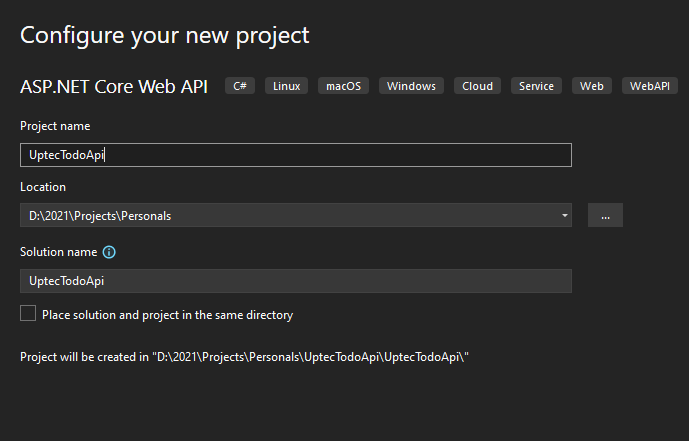 Configure your new project
ASP.NET Core Web API C# Linux macOS Windows Cloud Service Web WebAPI
Project name
UptecTodoApi
Location
D:\2021\Projects\Personals ...
Solution name
UptecTodoApi
Place solution and project in the same directory
Project will be created in "D:\2021\Projects\Personals\UptecTodoApi\UptecTodoApi\"